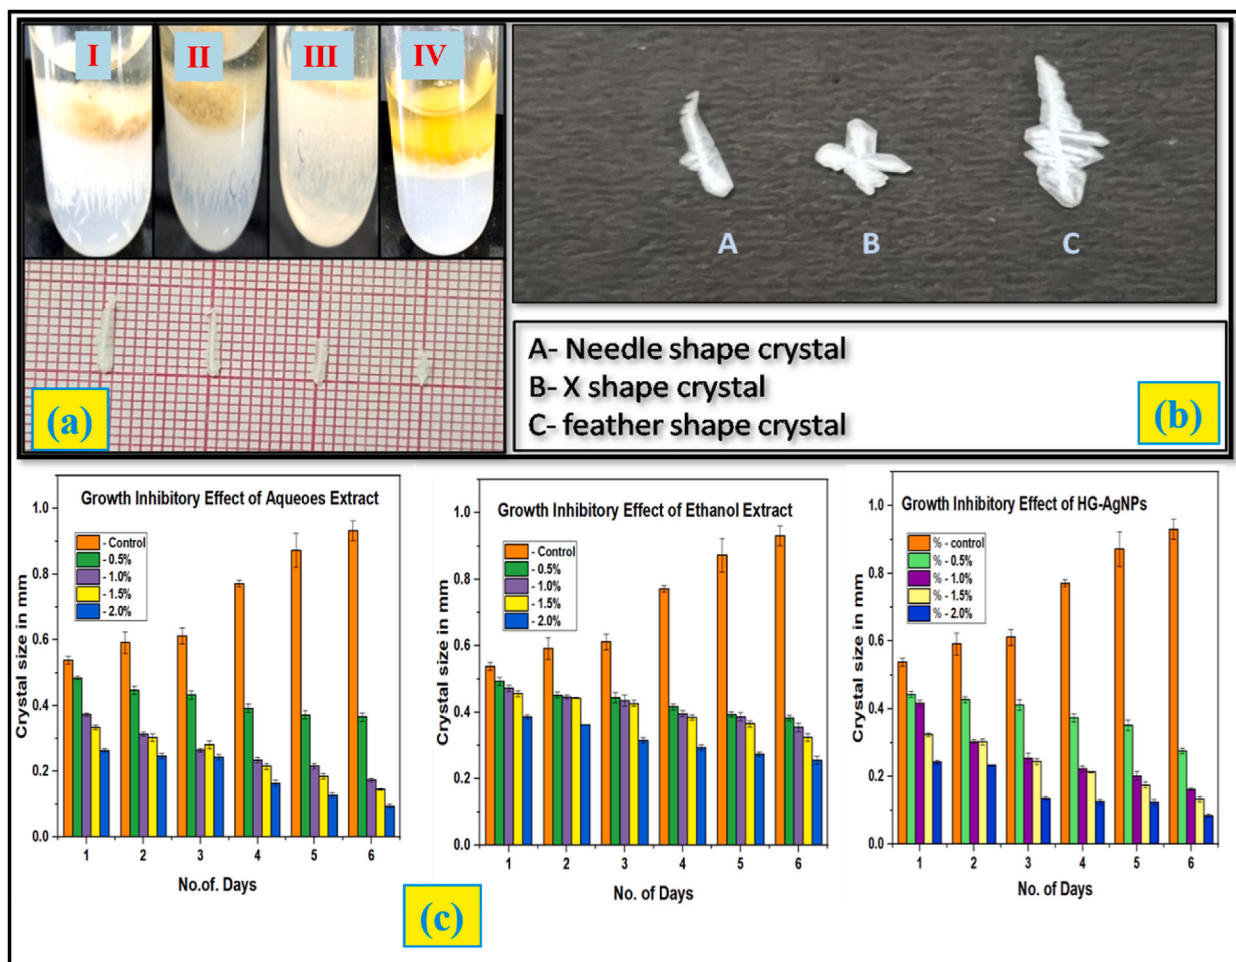 I
II
III
IV
(a)
A
B
C
A- Needle shape crystal
B- X shape crystal
C- feather shape crystal
(b)
Growth Inhibitory Effect of Aqueoes Extract
Crystal size in mm
1.0
0.8
0.6
0.4
0.2
0.0
- Control
- 0.5%
- 1.0%
- 1.5%
- 2.0%
1 2 3 4 5 6
No.of. Days
Growth Inhibitory Effect of Ethanol Extract
Crystal size in mm
1.0
0.8
0.6
0.4
0.2
0.0
- Control
- 0.5%
- 1.0%
- 1.5%
- 2.0%
1 2 3 4 5 6
No. of Days
Growth Inhibitory Effect of HG-AgNPs
Crystal size in mm
1.0
0.8
0.6
0.4
0.2
0.0
% - control
% - 0.5%
% - 1.0%
% - 1.5%
% - 2.0%
1 2 3 4 5 6
No. of Days
(c)